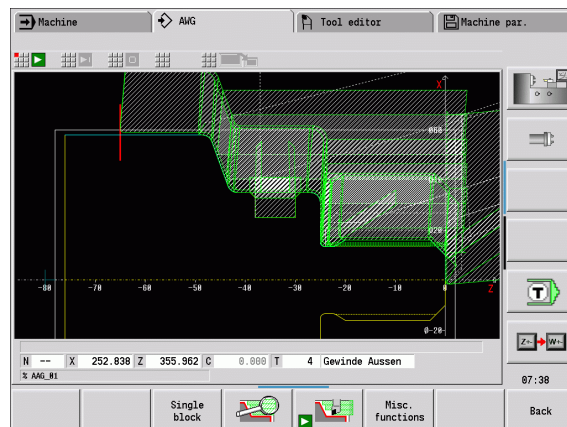 Machine AWG Tool editor Machine par.
X
Ø60
Ø20
-80 -70 -60 -50 -40 -30 -20 -10 0 Z
Ø-20
N -- X 252.838 Z 355.962 C 0.000 T 4 Gewinde Aussen
% AAG_01
T
Z+- W+-
07:38
Single block
Misc. functions
Back